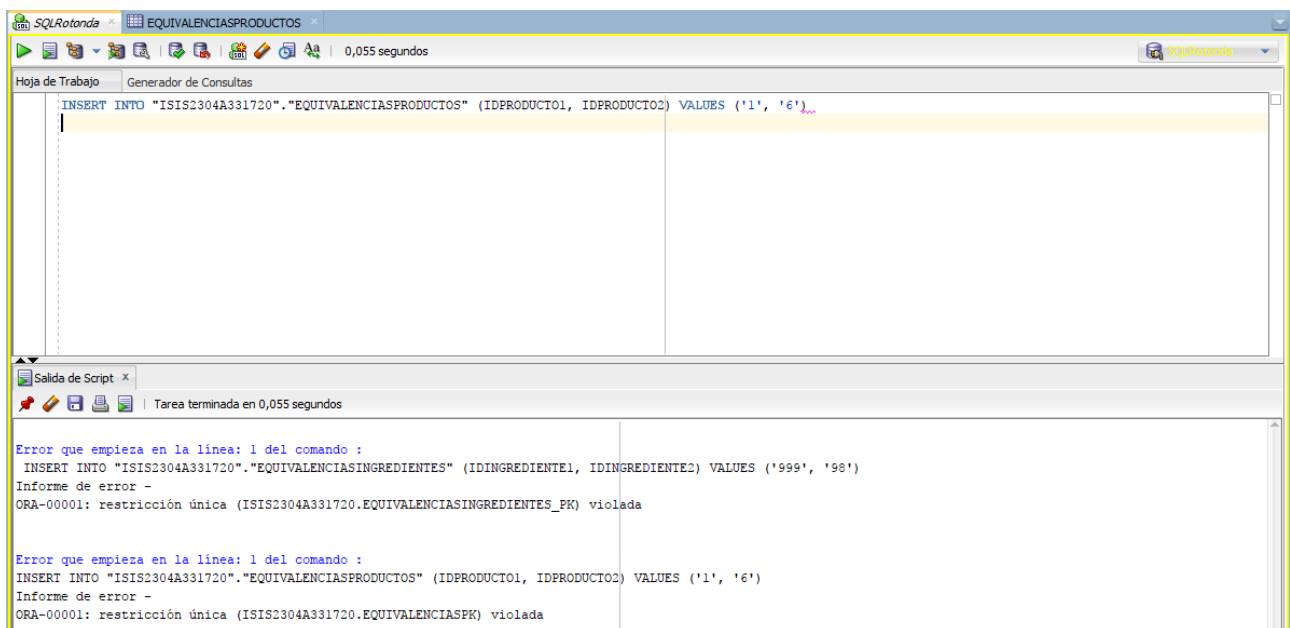 SQLRotonda
EQUIVALENCIASPRODUCTOS
0,055 segundos
SQLRotonda
Hoja de Trabajo
Generador de Consultas
INSERT INTO "ISIS2304A331720"."EQUIVALENCIASPRODUCTOS" (IDPRODUCTO1, IDPRODUCTO2) VALUES ('1', '6')
Salida de Script
Tarea terminada en 0,055 segundos
Error que empieza en la línea: 1 del comando :
INSERT INTO "ISIS2304A331720"."EQUIVALENCIASINGREDIENTES" (IDINGREDIENTE1, IDINGREDIENTE2) VALUES ('999', '98')
Informe de error -
ORA-00001: restricción única (ISIS2304A331720.EQUIVALENCIASINGREDIENTES_PK) violada
Error que empieza en la línea: 1 del comando :
INSERT INTO "ISIS2304A331720"."EQUIVALENCIASPRODUCTOS" (IDPRODUCTO1, IDPRODUCTO2) VALUES ('1', '6')
Informe de error -
ORA-00001: restricción única (ISIS2304A331720.EQUIVALENCIASPK) violada